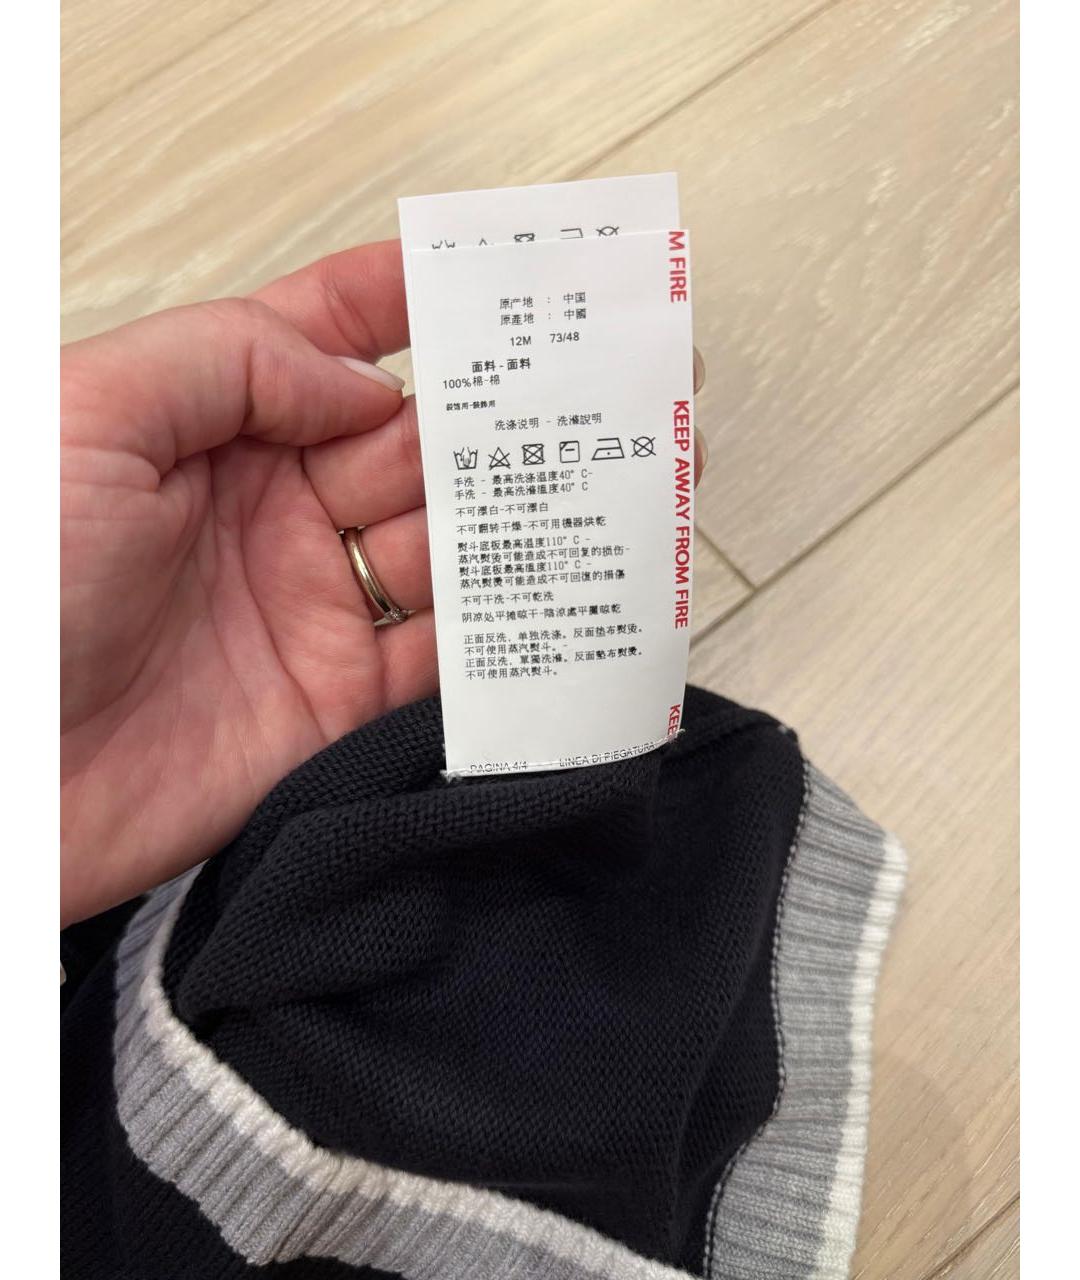 原产地 : 中国
原產地 : 中國
12M 73/48
面料 - 面料
100%棉-棉
装饰用-裝飾用
洗涤说明 - 洗滌說明
手洗 - 最高洗涤温度40° C-
手洗 - 最高洗滌溫度40° C
不可漂白-不可漂白
不可翻转干燥-不可用機器烘乾
熨斗底板最高温度110° C -
蒸汽熨烫可能造成不可回复的损伤-
熨斗底板最高溫度110° C -
蒸汽熨燙可能造成不可回復的損傷
不可干洗-不可乾洗
阴凉处平摊晾干-陰涼處平攤晾乾
正面反洗，单独洗涤。反面垫布熨烫。
不可使用蒸汽熨斗。-
正面反洗，單獨洗滌。反面墊布熨燙。
不可使用蒸汽熨斗。
PAGINA 4/4 LINEA DI PIEGATURA
M FIRE
KEEP AWAY FROM FIRE
KEE